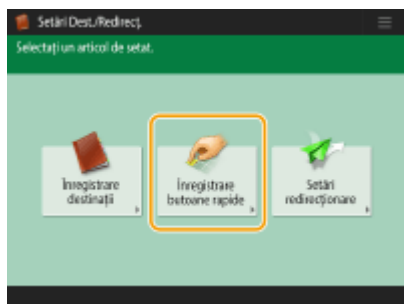 Setări Dest./Redirecț.
Selectați un articol de setat.
Înregistrare
destinații
Înregistrare
butoane rapide
Setări
redirecționare